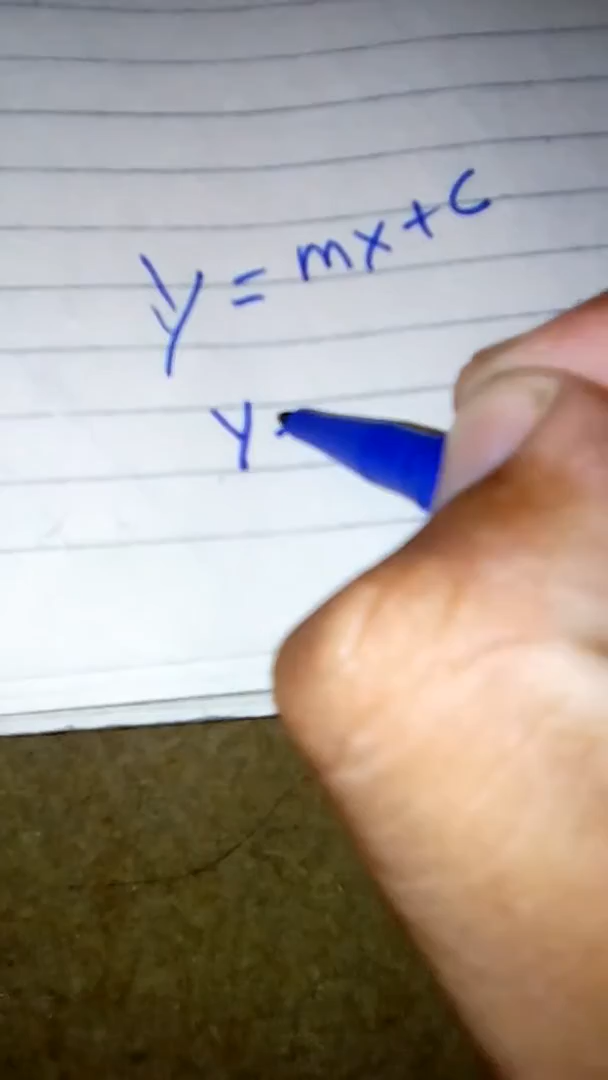 y = mx + c
y